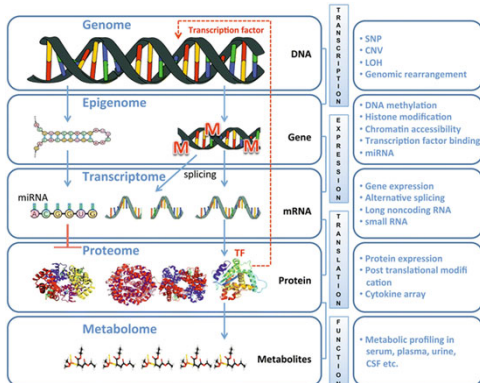 Genome
Transcription factor
DNA
Epigenome
M
M
M
Gene
Transcriptome
splicing
miRNA
A C G G U G
mRNA
Proteome
TF
Protein
Metabolome
Metabolites
TRANSCRIPTION
EXPRESSION
TRANSLATION
FUNCTION
• SNP
• CNV
• LOH
• Genomic rearrangement
• DNA methylation
• Histone modification
• Chromatin accessibility
• Transcription factor binding
• miRNA
• Gene expression
• Alternative splicing
• Long noncoding RNA
• small RNA
• Protein expression
• Post translational modifi
cation
• Cytokine array
• Metabolic profiling in
serum, plasma, urine,
CSF etc.